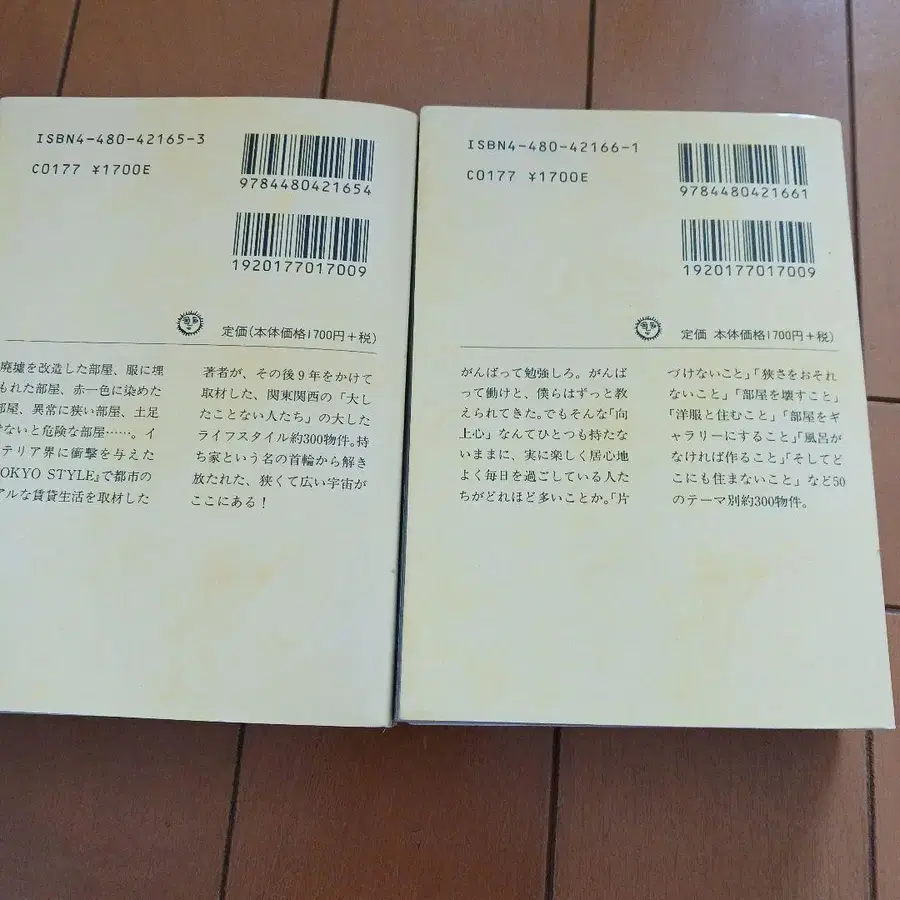 ISBN4-480-42165-3
C0177 ¥1700E
9784480421654
1920177017009
定価(本体価格1700円+税)
廃墟を改造した部屋、服に埋
もれた部屋、赤一色に染めた
部屋、異常に狭い部屋、土足
でないと危険な部屋……。イ
テリア界に衝撃を与えた
TOKYO STYLE』で都市の
アルな賃貸生活を取材した
著者が、その後9年をかけて
取材した、関東関西の「大し
たことない人たち」の大した
ライフスタイル約300物件。持
ち家という名の首輪から解き
放たれた、狭くて広い宇宙が
ここにある!
ISBN4-480-42166-1
C0177 ¥1700E
9784480421661
1920177017009
定価 本体価格1700円+税)
がんばって勉強しろ。がんば
って働けと、僕らはずっと教
えられてきた。でもそんな「向
上心」なんてひとつも持たな
いままに、実に楽しく居心地
よく毎日を過ごしている人た
ちがどれほど多いことか。「片
づけないこと」「狭さをおそれ
ないこと」「部屋を壊すこと」
「洋服と住むこと」「部屋をギ
ャラリーにすること」「風呂が
なければ作ること」「そしてど
こにも住まないこと」など50
のテーマ別約300物件。